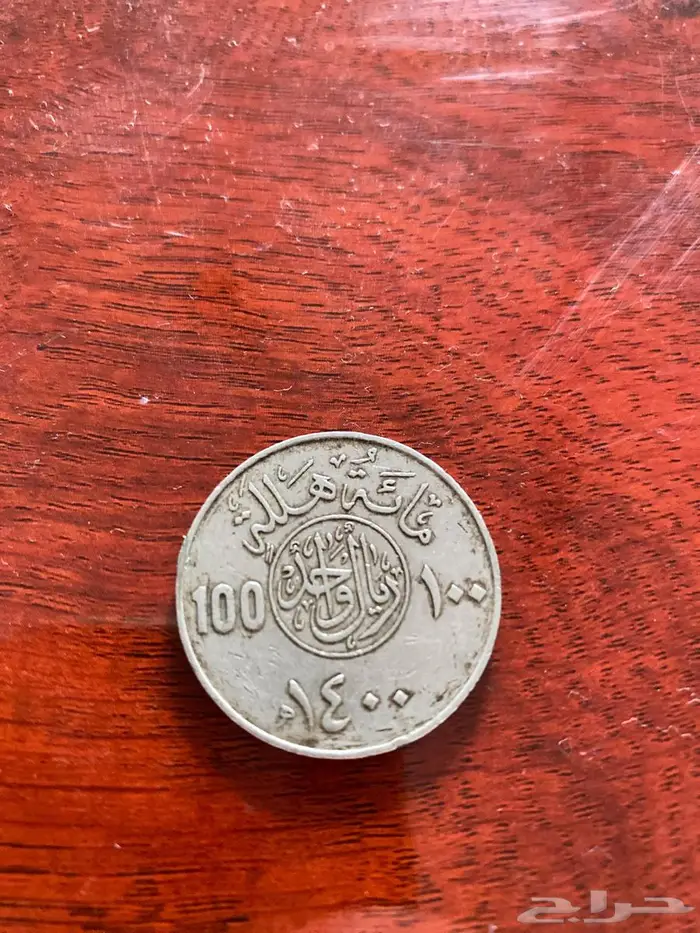 مائة هللة
ريال واحد
100
١٠٠
١٤٠٠ ه
حراج